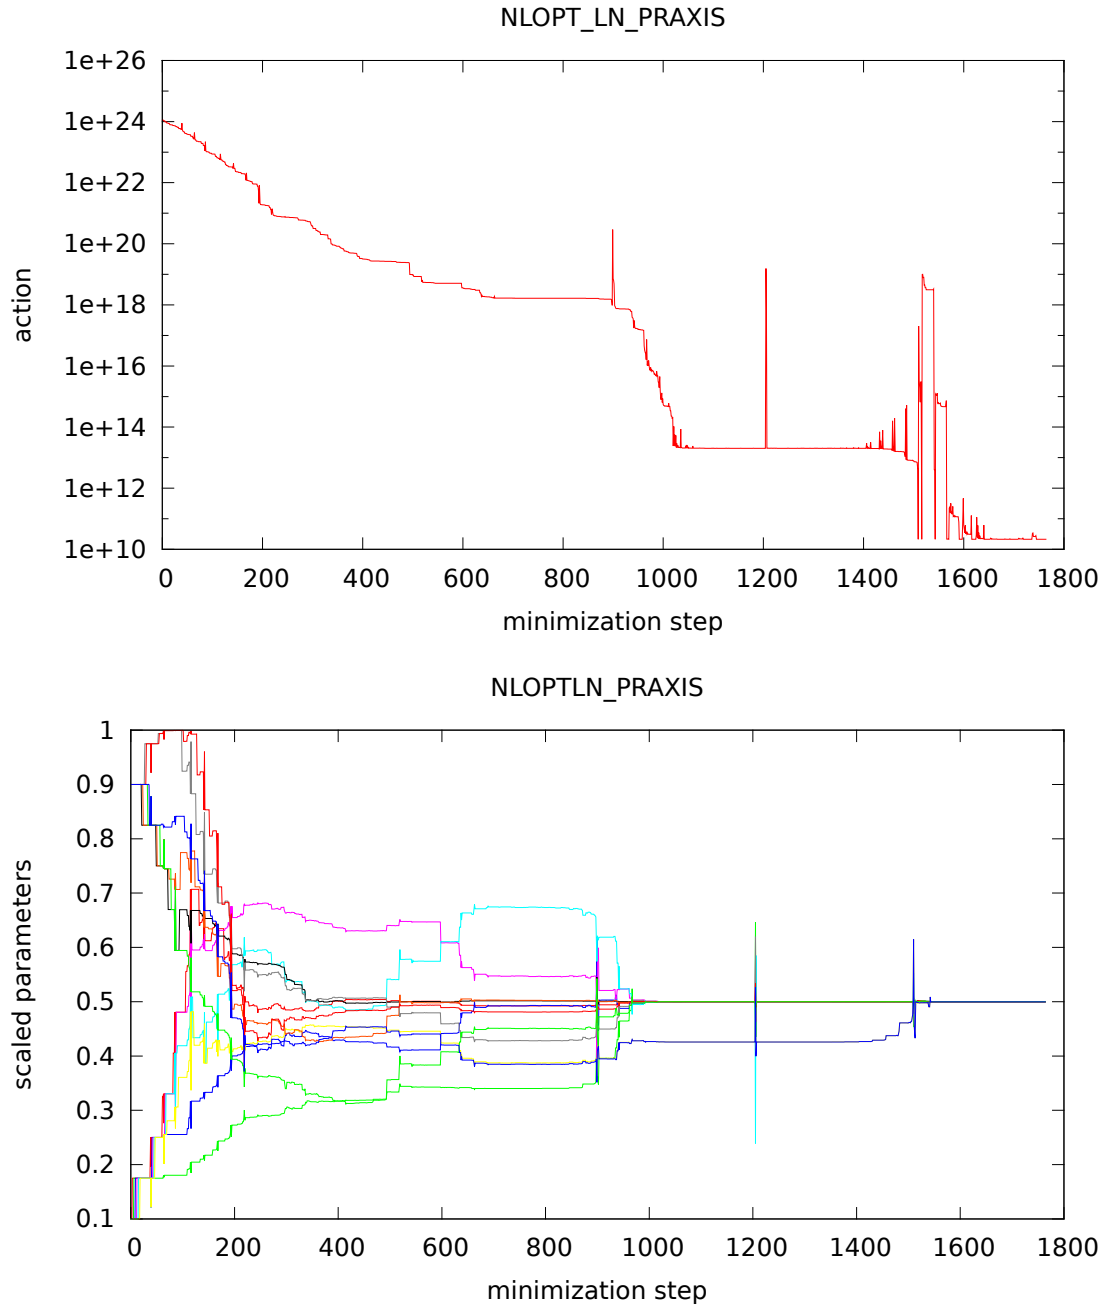 NLOPT_LN_PRAXIS
1e+26
1e+24
1e+22
1e+20
1e+18
1e+16
1e+14
1e+12
1e+10
action
0 200 400 600 800 1000 1200 1400 1600 1800
minimization step
NLOPTLN_PRAXIS
1
0.9
0.8
0.7
0.6
0.5
0.4
0.3
0.2
0.1
scaled parameters
0 200 400 600 800 1000 1200 1400 1600 1800
minimization step